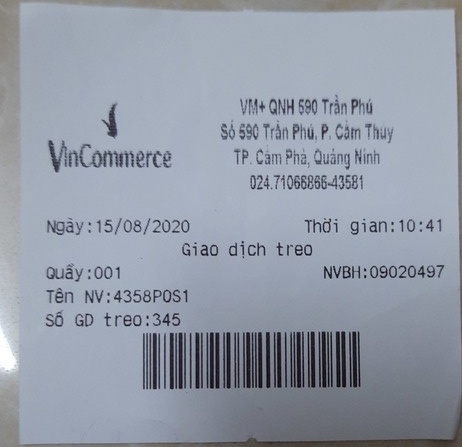 VinCommerce
VM+ QNH 590 Trần Phú
Số 590 Trần Phú, P. Cẩm Thủy
TP. Cẩm Phả, Quảng Ninh
024.71066866-43581
Ngày:15/08/2020 Thời gian:10:41
Giao dịch treo
Quầy:001 NVBH:09020497
Tên NV:4358POS1
Số GD treo:345